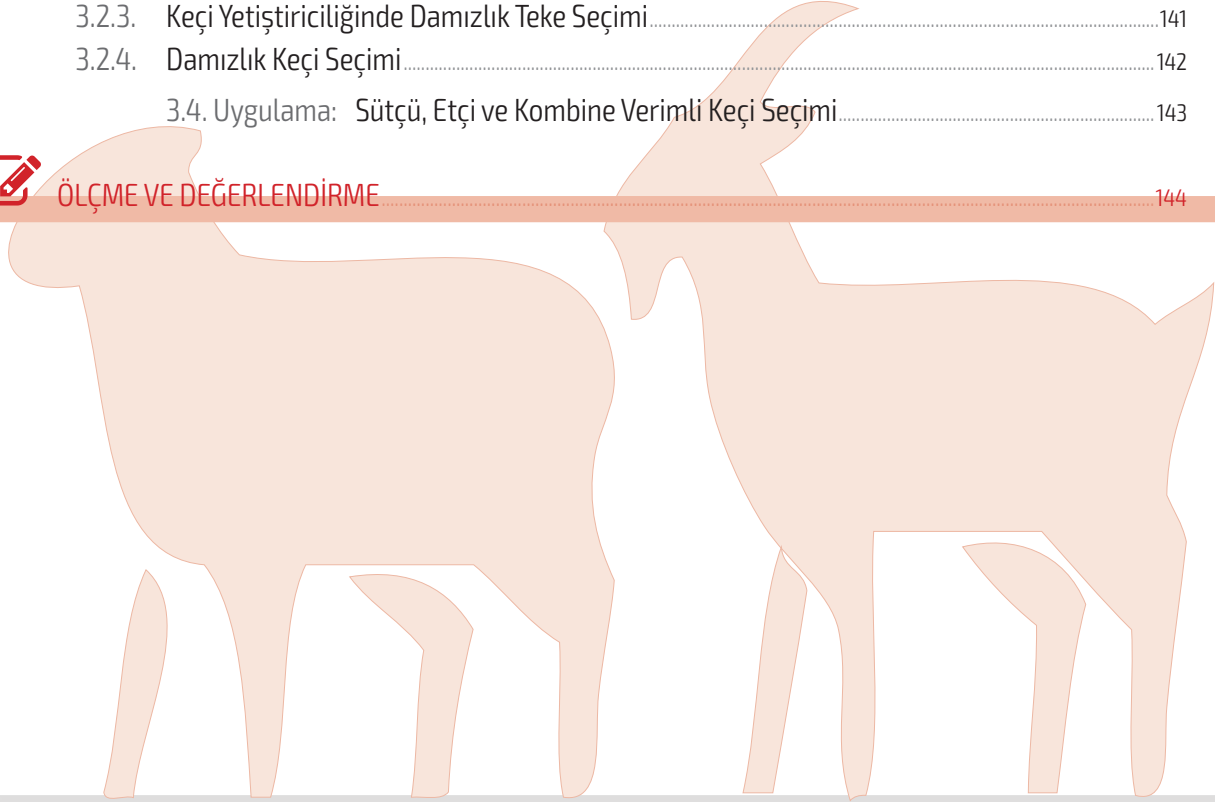 3.2.3. Keçi Yetiştiriciliğinde Damızlık Teke Seçimi 141
3.2.4. Damızlık Keçi Seçimi 142
3.4. Uygulama: Sütçü, Etçi ve Kombine Verimli Keçi Seçimi 143
ÖLÇME VE DEĞERLENDİRME 144